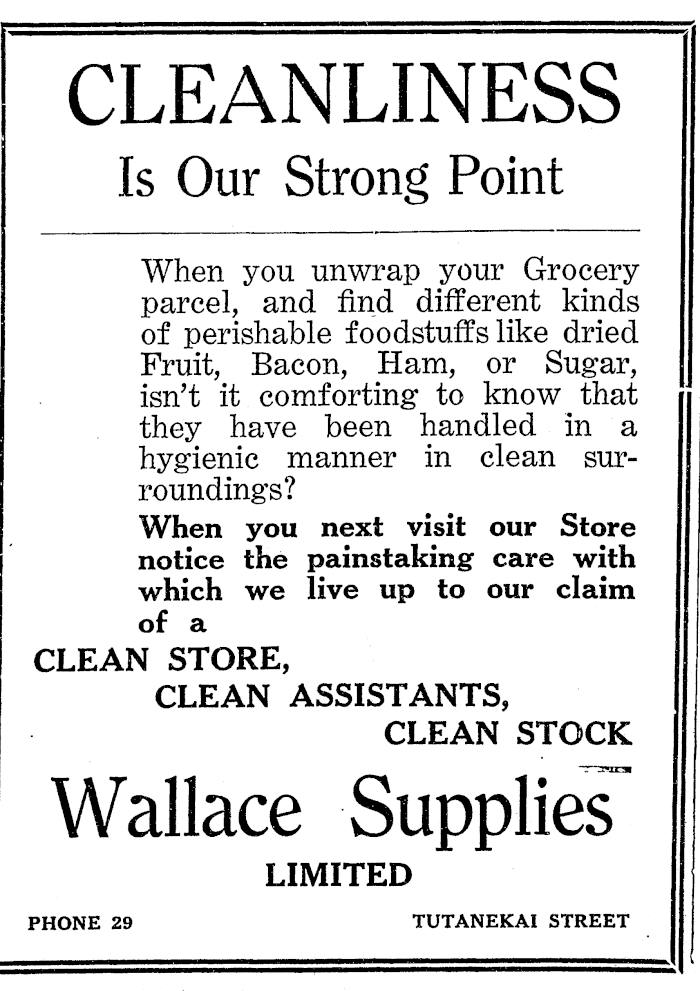 CLEANLINESS
Is Our Strong Point
When you unwrap your Grocery
parcel, and find different kinds
of perishable foodstuffs like dried
Fruit, Bacon, Ham, or Sugar,
isn't it comforting to know that
they have been handled in a
hygienic manner in clean sur-
roundings?
When you next visit our Store
notice the painstaking care with
which we live up to our claim
of a
CLEAN STORE,
CLEAN ASSISTANTS,
CLEAN STOCK
Wallace Supplies
LIMITED
PHONE 29 TUTANEKAI STREET